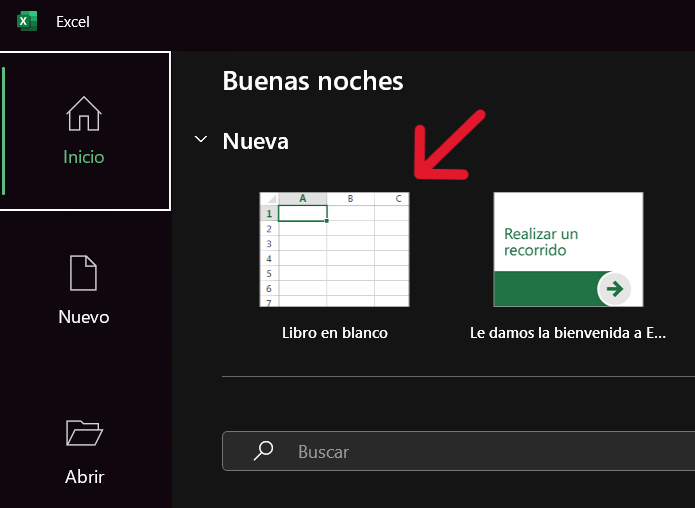 Excel
Inicio
Nuevo
Abrir
Buenas noches
Nueva
A B C
1
2
3
4
5
6
7
Libro en blanco
Realizar un
recorrido
Le damos la bienvenida a E...
Buscar